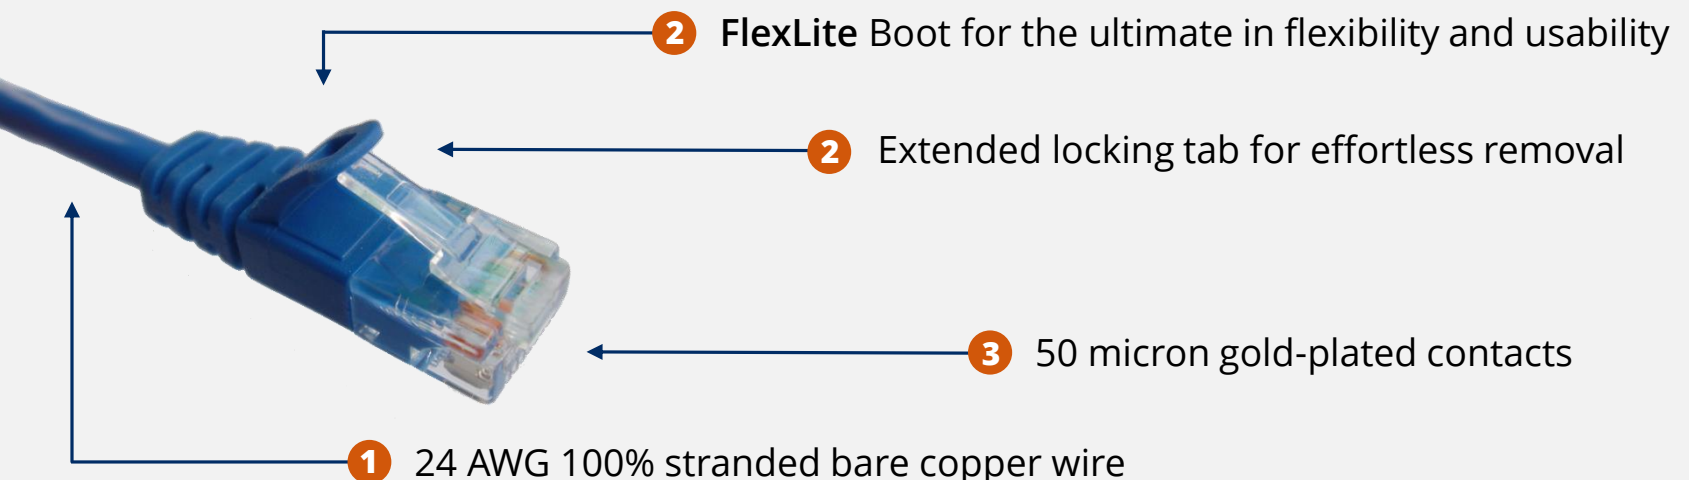 2 FlexLite Boot for the ultimate in flexibility and usability
2 Extended locking tab for effortless removal
3 50 micron gold-plated contacts
1 24 AWG 100% stranded bare copper wire